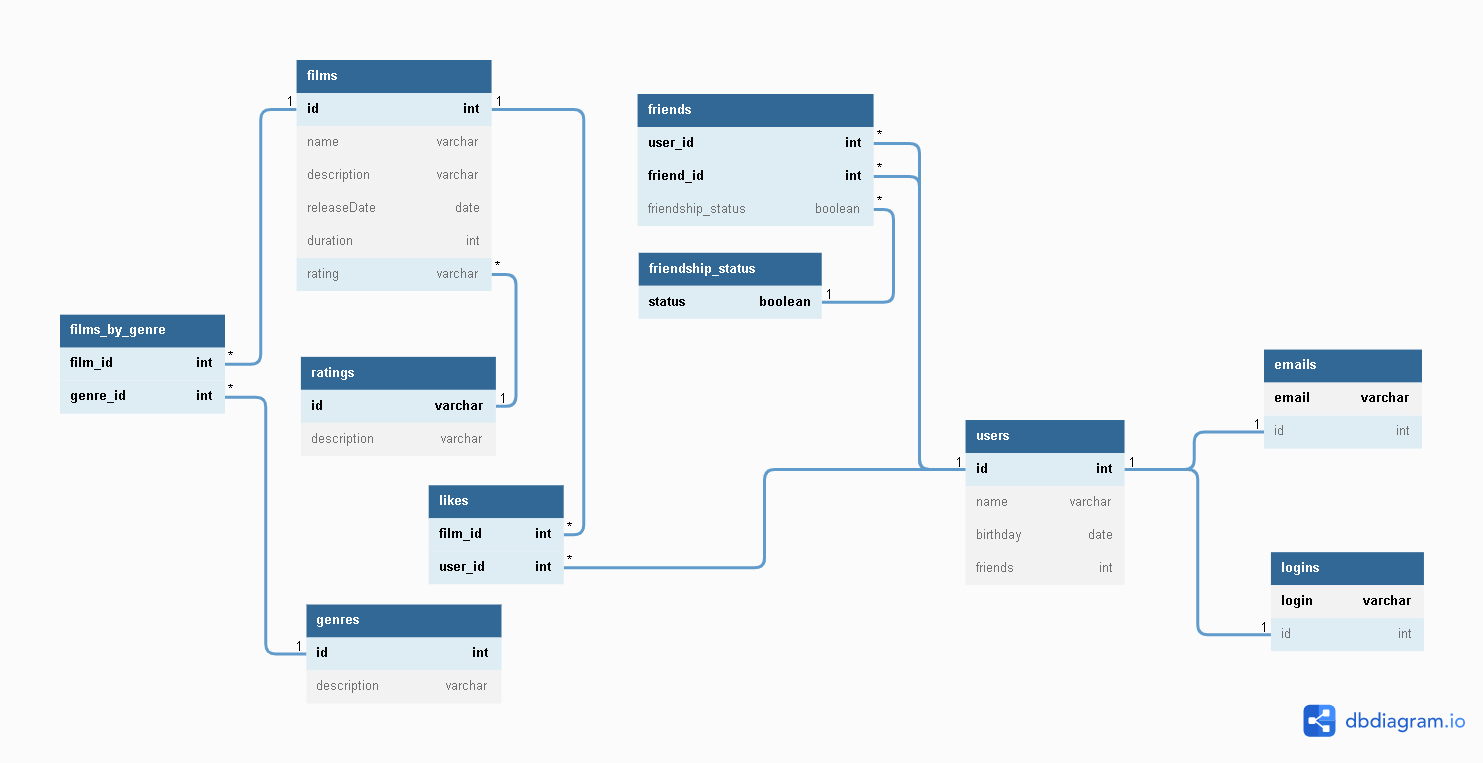 films
1 id int 1
name varchar
description varchar
releaseDate date
duration int
rating varchar *
friends
user_id int *
friend_id int *
friendship_status boolean *
friendship_status
status boolean 1
films_by_genre
film_id int *
genre_id int *
ratings
id varchar 1
description varchar
likes
film_id int *
user_id int *
genres
1 id int
description varchar
users
1 id int 1
name varchar
birthday date
friends int
emails
email varchar
1 id int
logins
login varchar
1 id int
dbdiagram.io